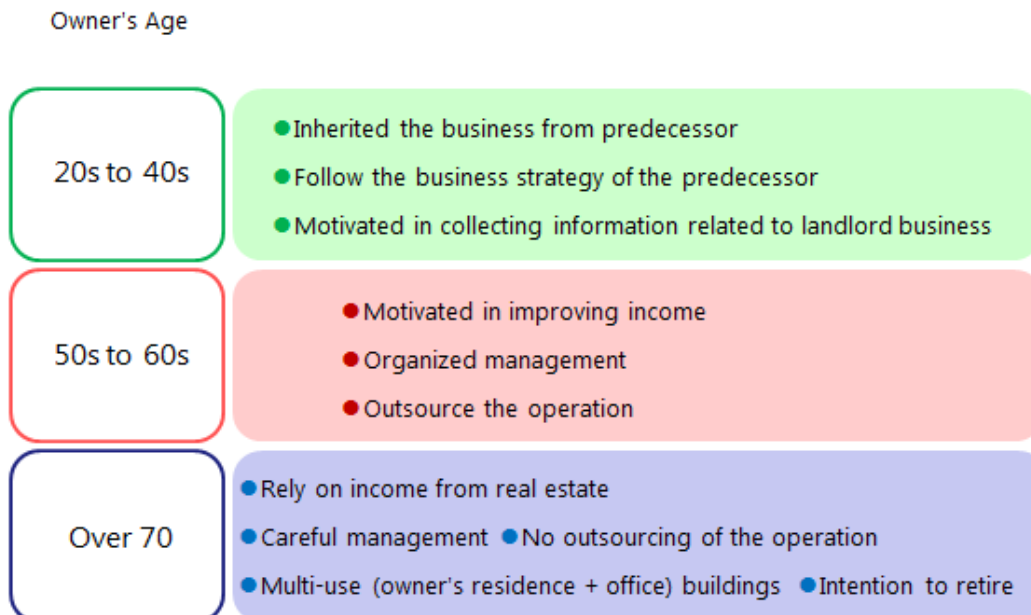 Owner's Age
20s to 40s
●Inherited the business from predecessor
●Follow the business strategy of the predecessor
●Motivated in collecting information related to landlord business
50s to 60s
●Motivated in improving income
●Organized management
●Outsource the operation
Over 70
●Rely on income from real estate
●Careful management ●No outsourcing of the operation
●Multi-use (owner's residence + office) buildings ●Intention to retire